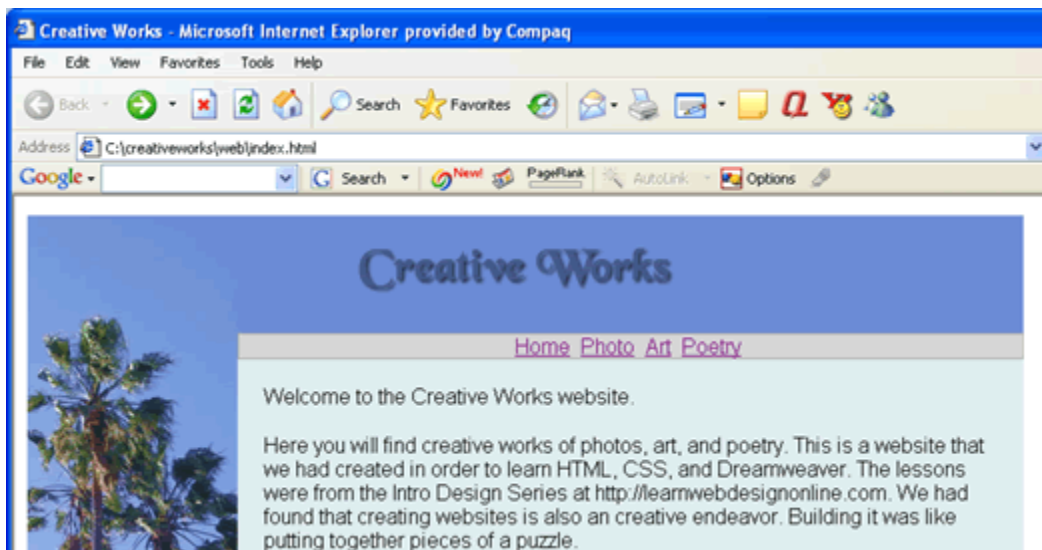 Creative Works - Microsoft Internet Explorer provided by Compaq
File Edit View Favorites Tools Help
Back Search Favorites
Address C:\creativeworks\web\index.html
Google G Search New! PageRank AutoLink Options
Creative Works
Home Photo Art Poetry
Welcome to the Creative Works website.
Here you will find creative works of photos, art, and poetry. This is a website that
we had created in order to learn HTML, CSS, and Dreamweaver. The lessons
were from the Intro Design Series at http://learnwebdesignonline.com. We had
found that creating websites is also an creative endeavor. Building it was like
putting together pieces of a puzzle.